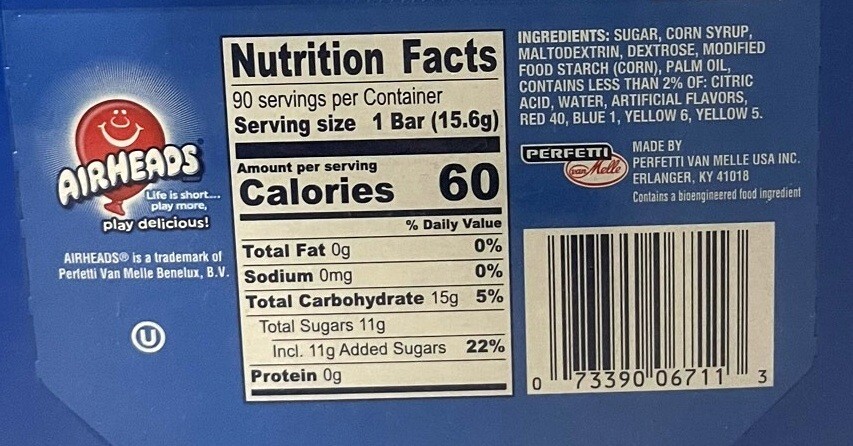 AIRHEADS
Life is short....
play more,
play delicious!
AIRHEADS® is a trademark of
Perfetti Van Melle Benelux, B.V.
U
Nutrition Facts
90 servings per Container
Serving size 1 Bar (15.6g)
Amount per serving
Calories 60
% Daily Value
Total Fat 0g 0%
Sodium 0mg 0%
Total Carbohydrate 15g 5%
Total Sugars 11g
Incl. 11g Added Sugars 22%
Protein 0g
INGREDIENTS: SUGAR, CORN SYRUP,
MALTODEXTRIN, DEXTROSE, MODIFIED
FOOD STARCH (CORN), PALM OIL,
CONTAINS LESS THAN 2% OF: CITRIC
ACID, WATER, ARTIFICIAL FLAVORS,
RED 40, BLUE 1, YELLOW 6, YELLOW 5.
PERFETTI
van Melle
MADE BY
PERFETTI VAN MELLE USA INC.
ERLANGER, KY 41018
Contains a bioengineered food ingredient
0 73390 06711 3